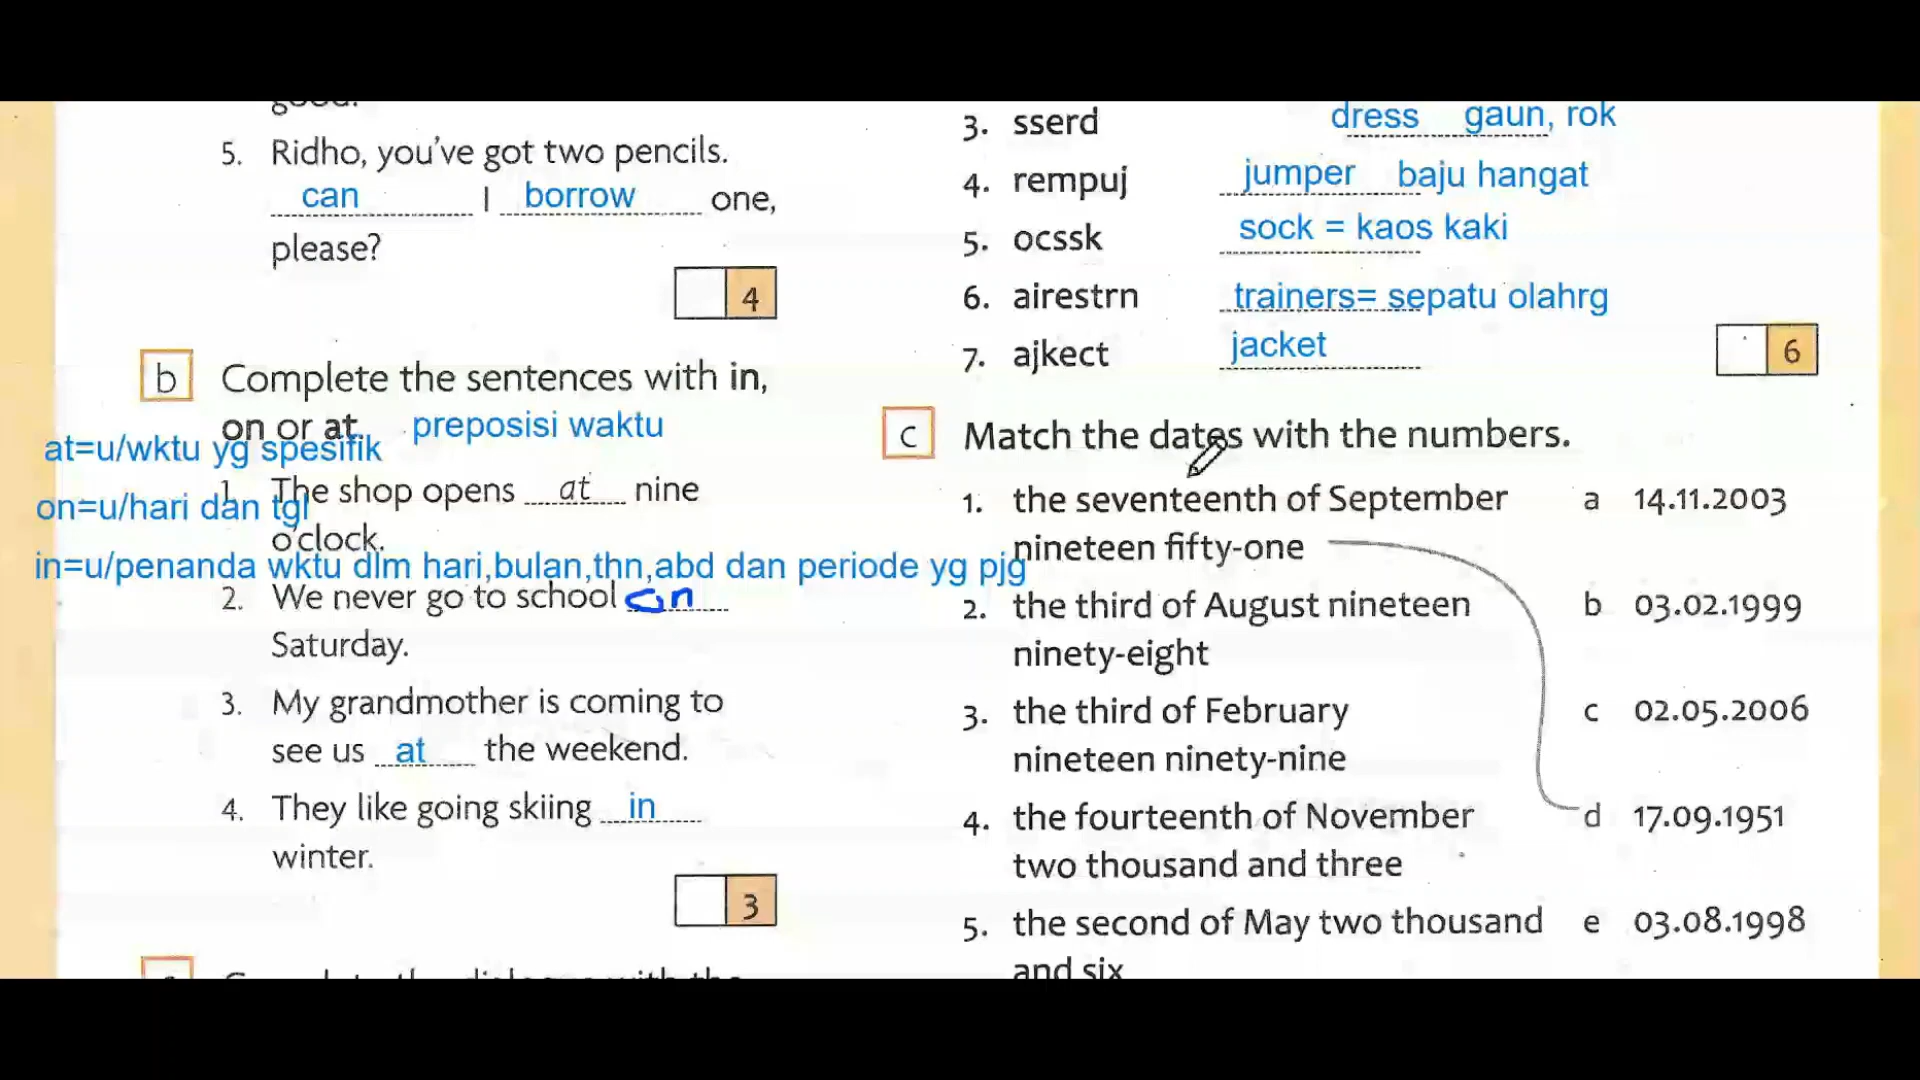 good.
5. Ridho, you've got two pencils.
can I borrow one,
please?
4
b Complete the sentences with in,
on or at. preposisi waktu
at=u/wktu yg spesifik
1. The shop opens at nine
on=u/hari dan tgl
o'clock.
in=u/penanda wktu dlm hari,bulan,thn,abd dan periode yg pjg
2. We never go to school on
Saturday.
3. My grandmother is coming to
see us at the weekend.
4. They like going skiing in
winter.
3
3. sserd dress gaun, rok
4. rempuj jumper baju hangat
5. ocssk sock = kaos kaki
6. airestrn trainers= sepatu olahrg
7. ajkect jacket
6
c Match the dates with the numbers.
1. the seventeenth of September a 14.11.2003
nineteen fifty-one
2. the third of August nineteen b 03.02.1999
ninety-eight
3. the third of February c 02.05.2006
nineteen ninety-nine
4. the fourteenth of November d 17.09.1951
two thousand and three
5. the second of May two thousand e 03.08.1998
and six